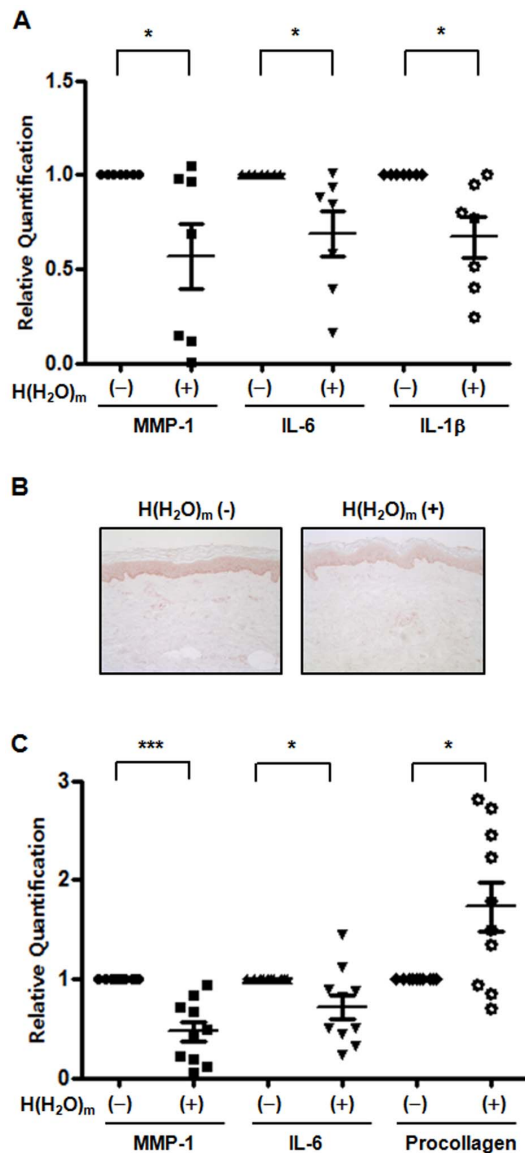 A
* * *
1.5
1.0
0.5
0.0
Relative Quantification
H(H₂O)ₘ (−) (+) (−) (+) (−) (+)
MMP-1 IL-6 IL-1β
B
H(H₂O)ₘ (-) H(H₂O)ₘ (+)
C
*** * *
3
2
1
0
Relative Quantification
H(H₂O)ₘ (−) (+) (−) (+) (−) (+)
MMP-1 IL-6 Procollagen